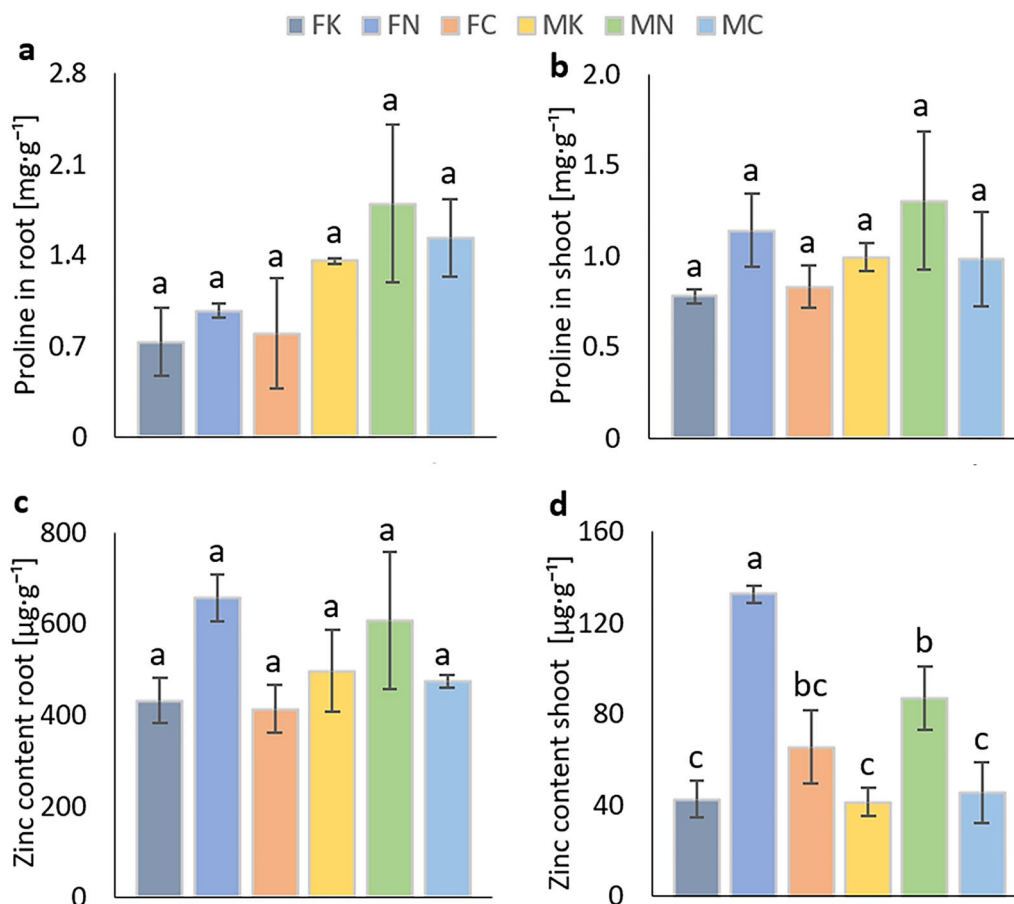 FK FN FC MK MN MC
a
Proline in root [mg·g⁻¹]
2.8
2.1
1.4
0.7
0
a a a a a a
b
Proline in shoot [mg·g⁻¹]
2.0
1.5
1.0
0.5
0
a a a a a a
c
Zinc content root [µg·g⁻¹]
800
600
400
200
0
a a a a a a
d
Zinc content shoot [µg·g⁻¹]
160
120
80
40
0
c a bc c b c